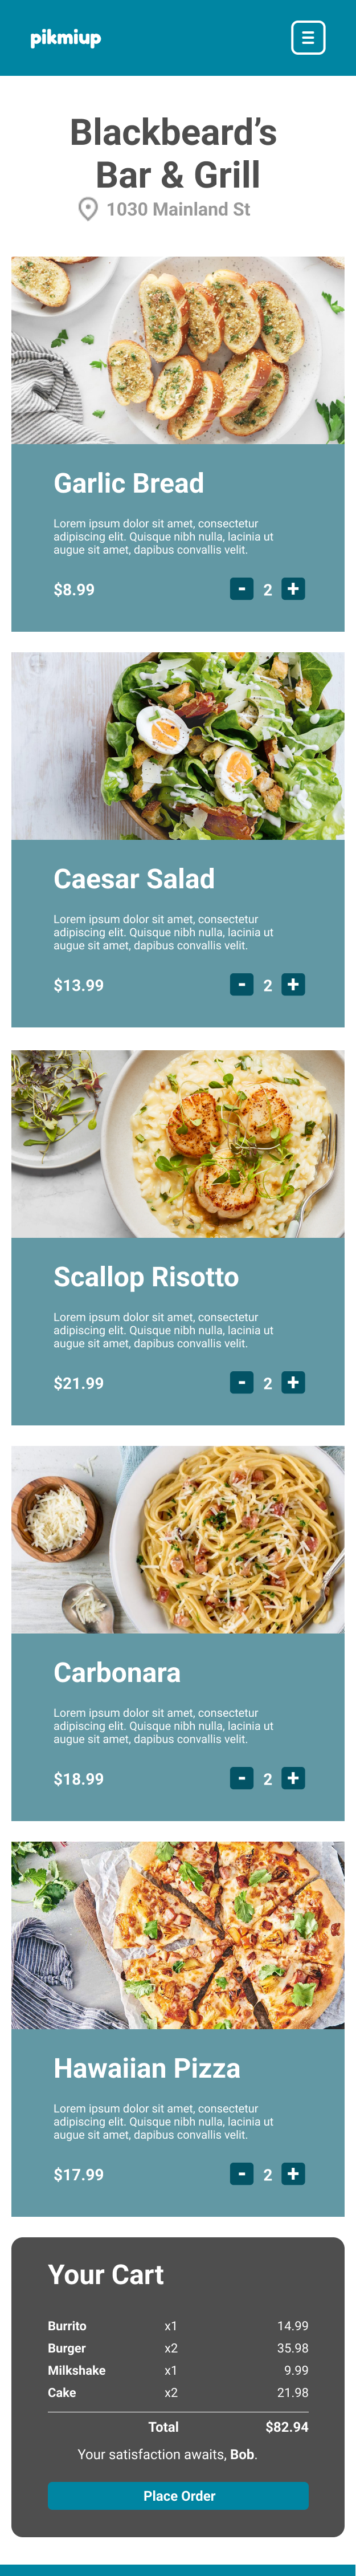 pikmiup
Blackbeard's
Bar & Grill
1030 Mainland St
Garlic Bread
Lorem ipsum dolor sit amet, consectetur
adipiscing elit. Quisque nibh nulla, lacinia ut
augue sit amet, dapibus convallis velit.
$8.99 - 2 +
Caesar Salad
Lorem ipsum dolor sit amet, consectetur
adipiscing elit. Quisque nibh nulla, lacinia ut
augue sit amet, dapibus convallis velit.
$13.99 - 2 +
Scallop Risotto
Lorem ipsum dolor sit amet, consectetur
adipiscing elit. Quisque nibh nulla, lacinia ut
augue sit amet, dapibus convallis velit.
$21.99 - 2 +
Carbonara
Lorem ipsum dolor sit amet, consectetur
adipiscing elit. Quisque nibh nulla, lacinia ut
augue sit amet, dapibus convallis velit.
$18.99 - 2 +
Hawaiian Pizza
Lorem ipsum dolor sit amet, consectetur
adipiscing elit. Quisque nibh nulla, lacinia ut
augue sit amet, dapibus convallis velit.
$17.99 - 2 +
Your Cart
Burrito x1 14.99
Burger x2 35.98
Milkshake x1 9.99
Cake x2 21.98
Total $82.94
Your satisfaction awaits, Bob.
Place Order